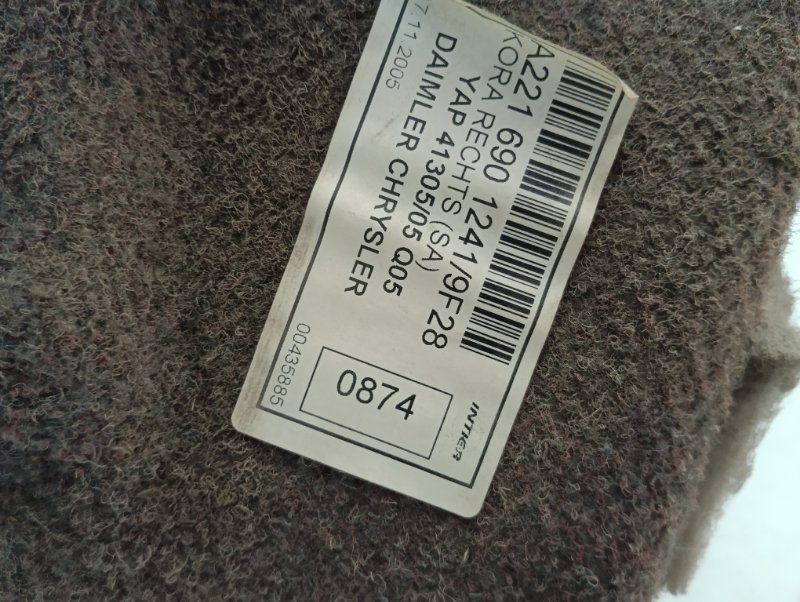 A221 690 1241/9F28
KORA RECHTS (SA)
YAP 41305/05 Q05
DAIMLER CHRYSLER
7.11.2005
00435885
0874
INTIER